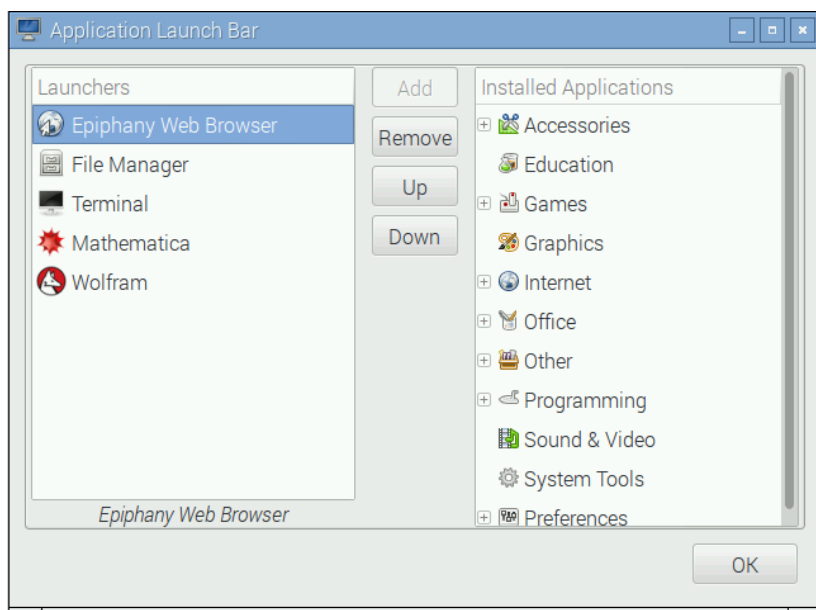 Application Launch Bar
Launchers
Epiphany Web Browser
File Manager
Terminal
Mathematica
Wolfram
Epiphany Web Browser
Add
Remove
Up
Down
Installed Applications
Accessories
Education
Games
Graphics
Internet
Office
Other
Programming
Sound & Video
System Tools
Preferences
OK